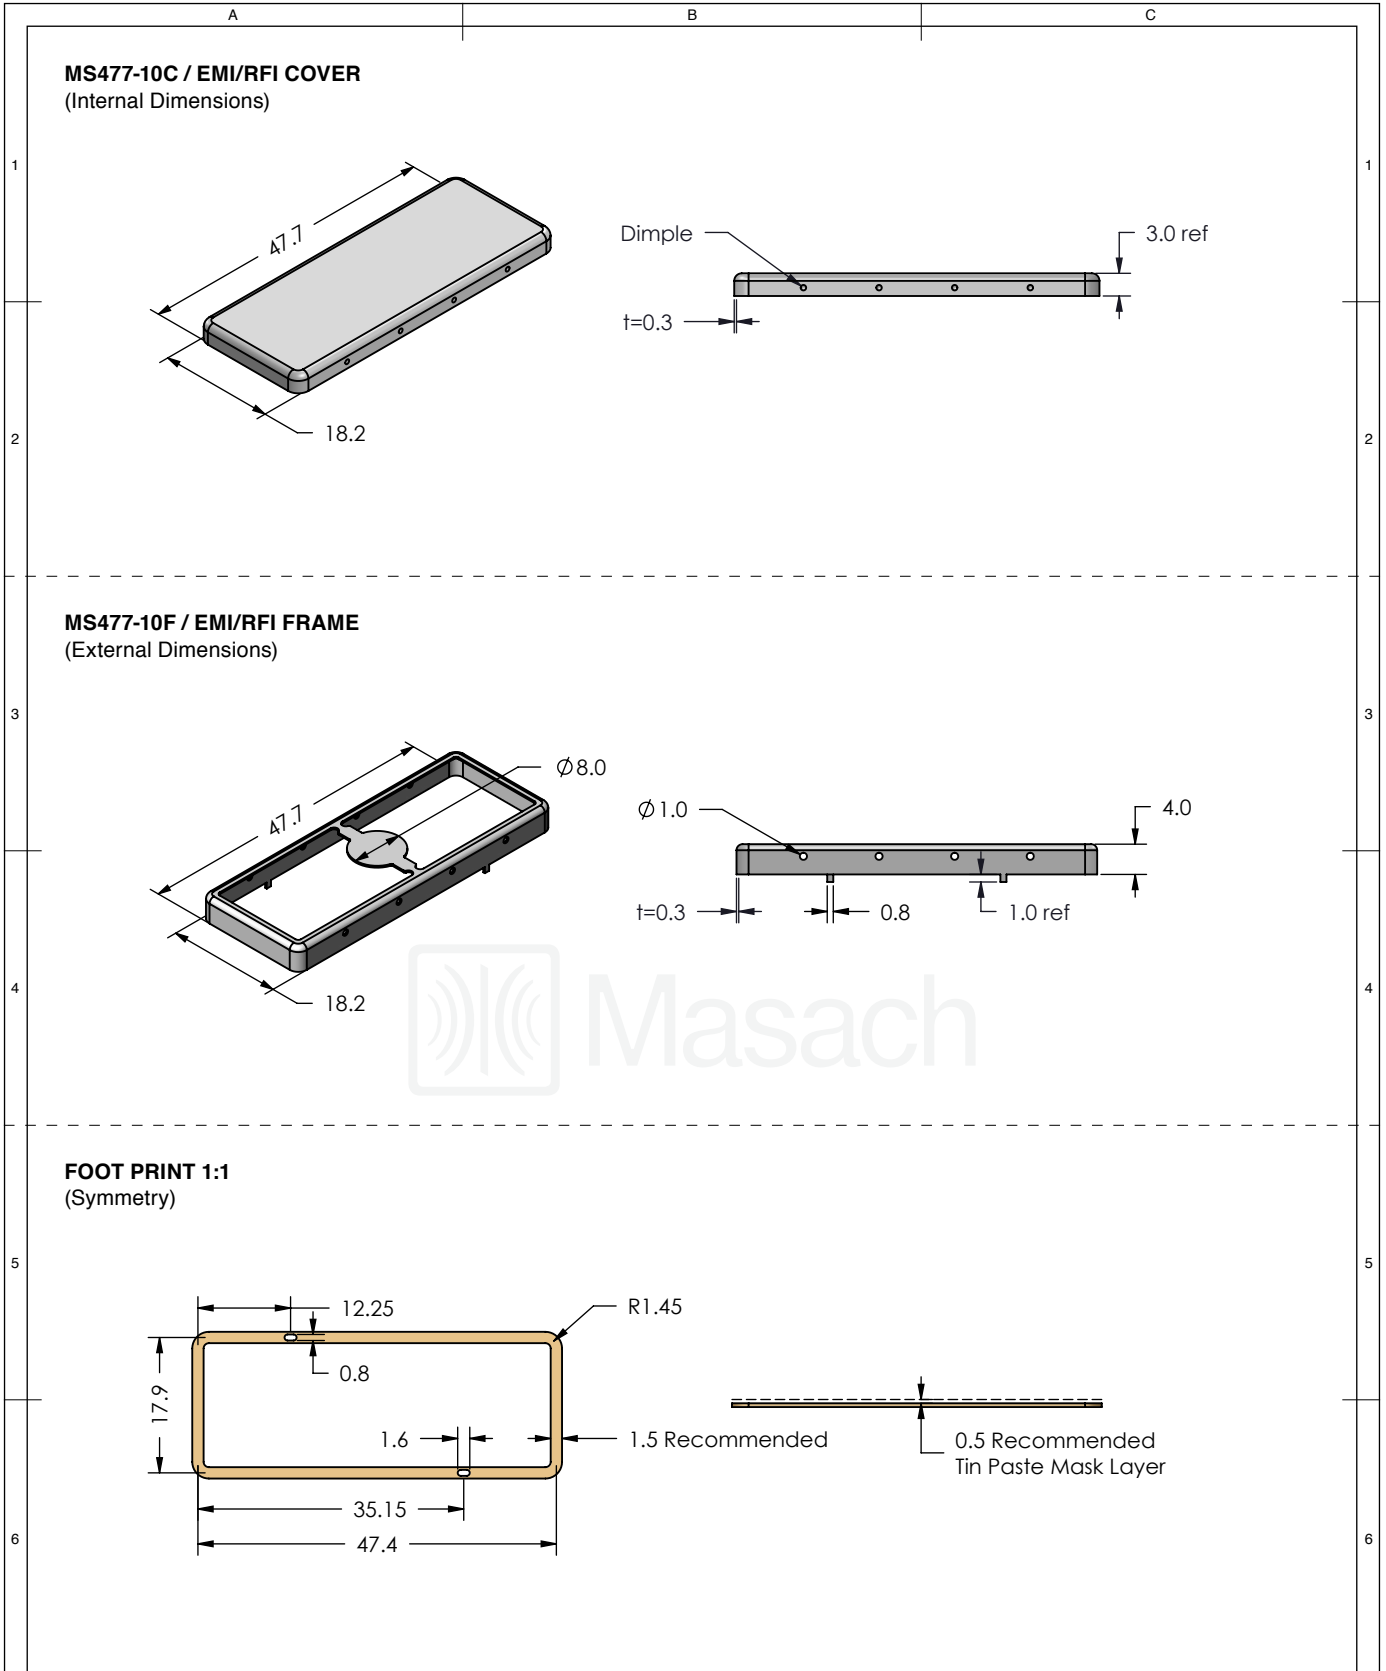 A B C
MS477-10C / EMI/RFI COVER
(Internal Dimensions)
1 1
47.7
Dimple
3.0 ref
t=0.3
18.2
2 2
MS477-10F / EMI/RFI FRAME
(External Dimensions)
3 3
Ø8.0
47.7
Ø1.0
4.0
t=0.3
0.8
1.0 ref
18.2
4 4
Masach
FOOT PRINT 1:1
(Symmetry)
5 5
12.25
R1.45
0.8
17.9
1.6
1.5 Recommended
0.5 Recommended
Tin Paste Mask Layer
35.15
6 6
47.4